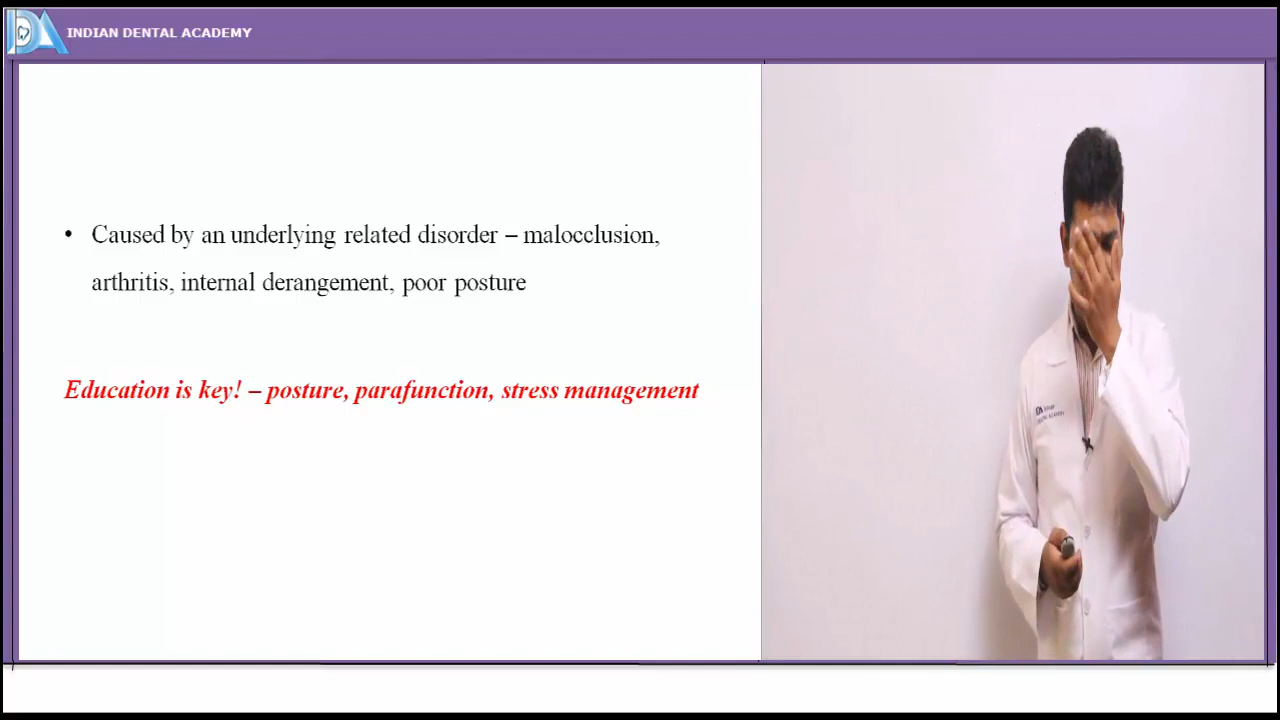 INDIAN DENTAL ACADEMY
• Caused by an underlying related disorder – malocclusion,
arthritis, internal derangement, poor posture
Education is key! – posture, parafunction, stress management